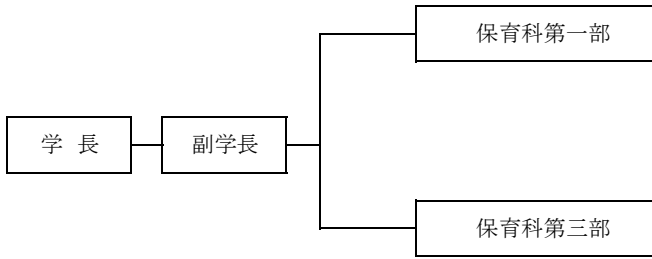 保育科第一部
学 長
副学長
保育科第三部